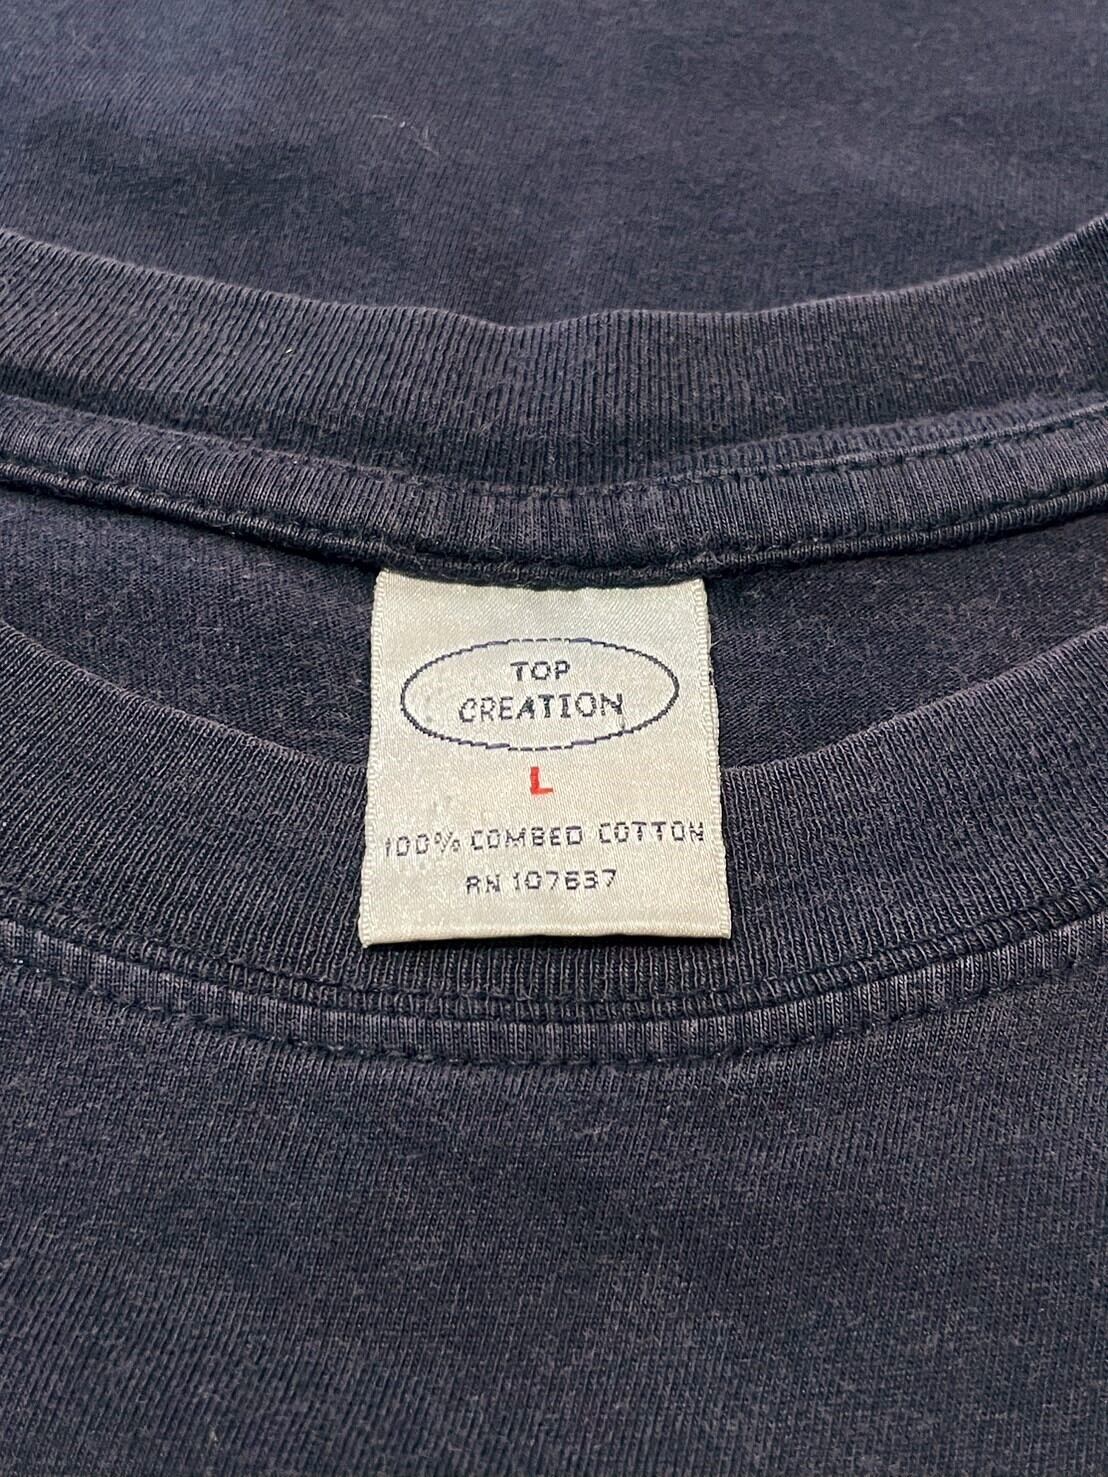 TOP
CREATION
L
100% COMBED COTTON
RN 107637